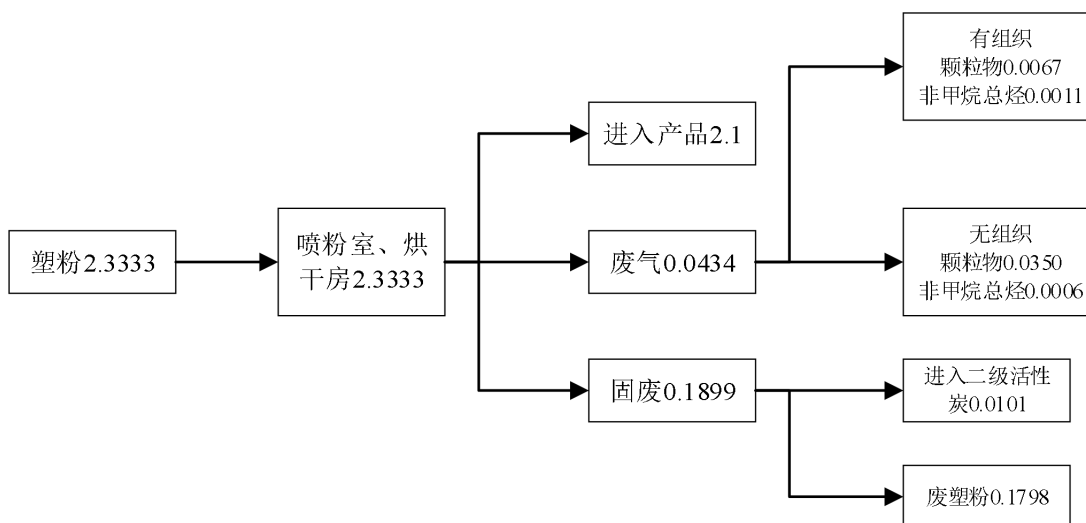 塑粉2.3333
喷粉室、烘
干房2.3333
进入产品2.1
废气0.0434
固废0.1899
有组织
颗粒物0.0067
非甲烷总烃0.0011
无组织
颗粒物0.0350
非甲烷总烃0.0006
进入二级活性
炭0.0101
废塑粉0.1798